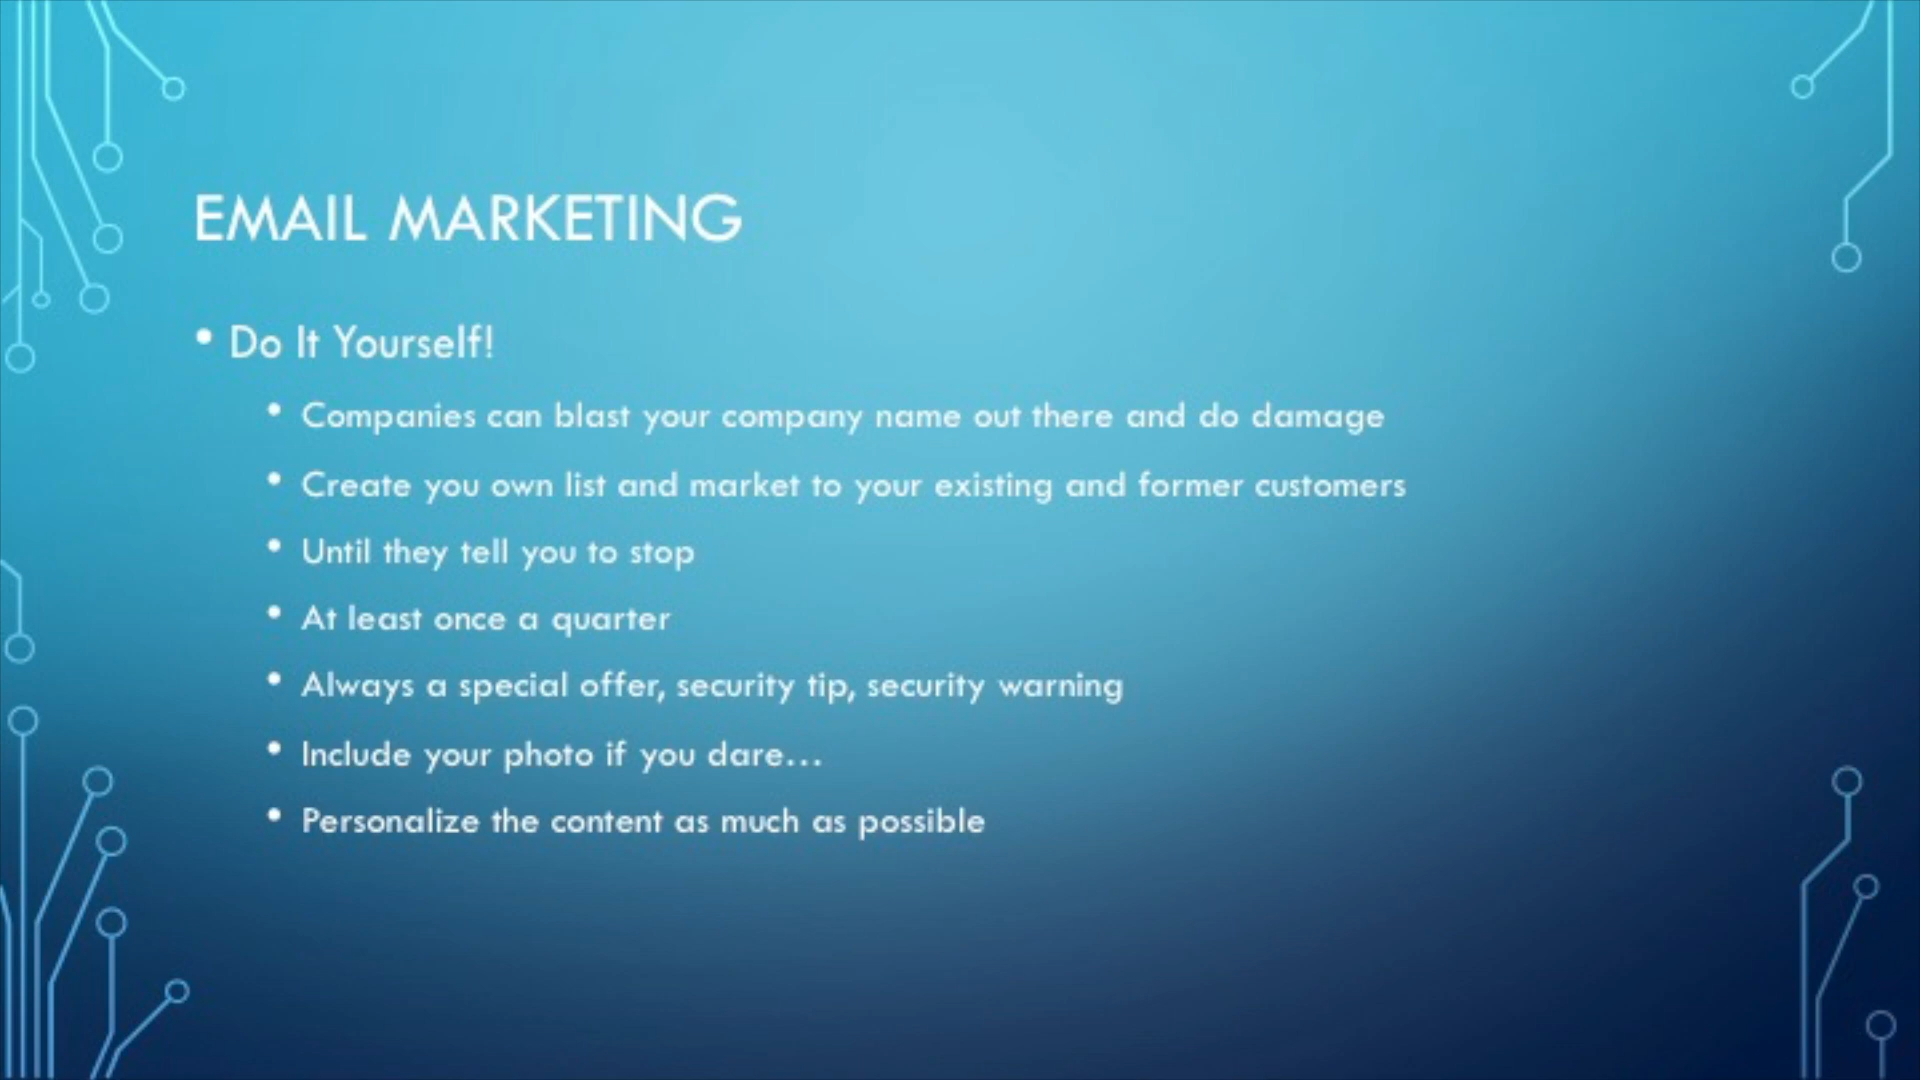 EMAIL MARKETING
• Do It Yourself!
• Companies can blast your company name out there and do damage
• Create you own list and market to your existing and former customers
• Until they tell you to stop
• At least once a quarter
• Always a special offer, security tip, security warning
• Include your photo if you dare...
• Personalize the content as much as possible